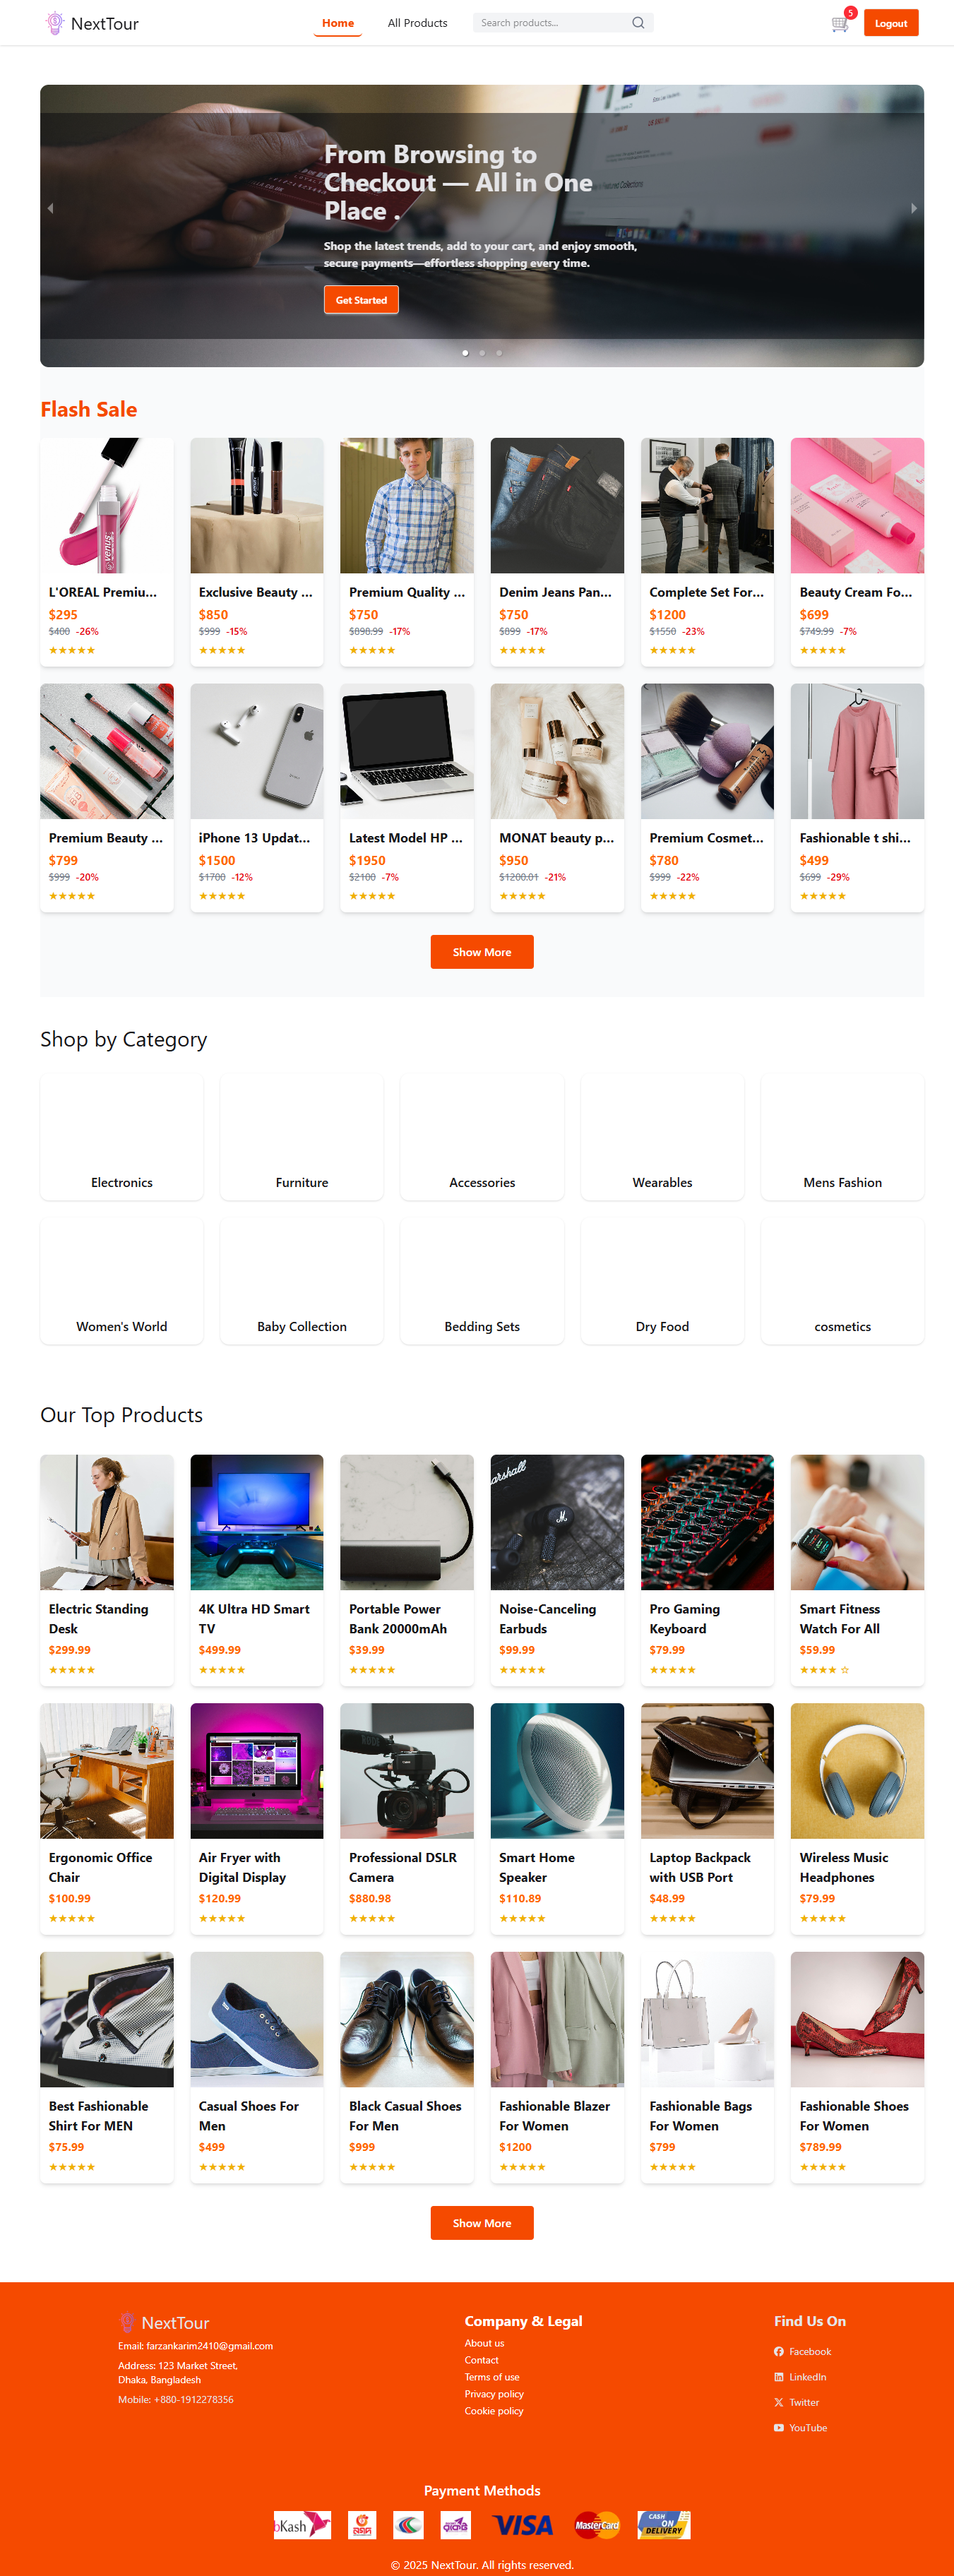 NextTour
Home
All Products
Search products...
5
Logout
From Browsing to
Checkout — All in One
Place .
Shop the latest trends, add to your cart, and enjoy smooth,
secure payments—effortless shopping every time.
Get Started
Flash Sale
venus
L'OREAL Premiu...
$295
$400 -26%
Exclusive Beauty ...
$850
$999 -15%
Premium Quality ...
$750
$898.99 -17%
Denim Jeans Pan...
$750
$899 -17%
Complete Set For...
$1200
$1550 -23%
Beauty Cream Fo...
$699
$749.99 -7%
Premium Beauty ...
$799
$999 -20%
iPhone 13 Updat...
$1500
$1700 -12%
Latest Model HP ...
$1950
$2100 -7%
MONAT beauty p...
$950
$1200.01 -21%
Premium Cosmet...
$780
$999 -22%
Fashionable t shi...
$499
$699 -29%
Show More
Shop by Category
Electronics
Furniture
Accessories
Wearables
Mens Fashion
Women's World
Baby Collection
Bedding Sets
Dry Food
cosmetics
Our Top Products
Electric Standing
Desk
$299.99
4K Ultra HD Smart
TV
$499.99
Portable Power
Bank 20000mAh
$39.99
arshall
M
Noise-Canceling
Earbuds
$99.99
Pro Gaming
Keyboard
$79.99
Smart Fitness
Watch For All
$59.99
Ergonomic Office
Chair
$100.99
Air Fryer with
Digital Display
$120.99
RODE
Professional DSLR
Camera
$880.98
Smart Home
Speaker
$110.89
Laptop Backpack
with USB Port
$48.99
Wireless Music
Headphones
$79.99
Best Fashionable
Shirt For MEN
$75.99
Casual Shoes For
Men
$499
Black Casual Shoes
For Men
$999
Fashionable Blazer
For Women
$1200
Fashionable Bags
For Women
$799
Fashionable Shoes
For Women
$789.99
Show More
NextTour
Email: farzankarim2410@gmail.com
Address: 123 Market Street,
Dhaka, Bangladesh
Mobile: +880-1912278356
Company & Legal
About us
Contact
Terms of use
Privacy policy
Cookie policy
Find Us On
Facebook
LinkedIn
Twitter
YouTube
Payment Methods
bKash
নগদ
VISA
MasterCard
CASH
ON
DELIVERY
© 2025 NextTour. All rights reserved.